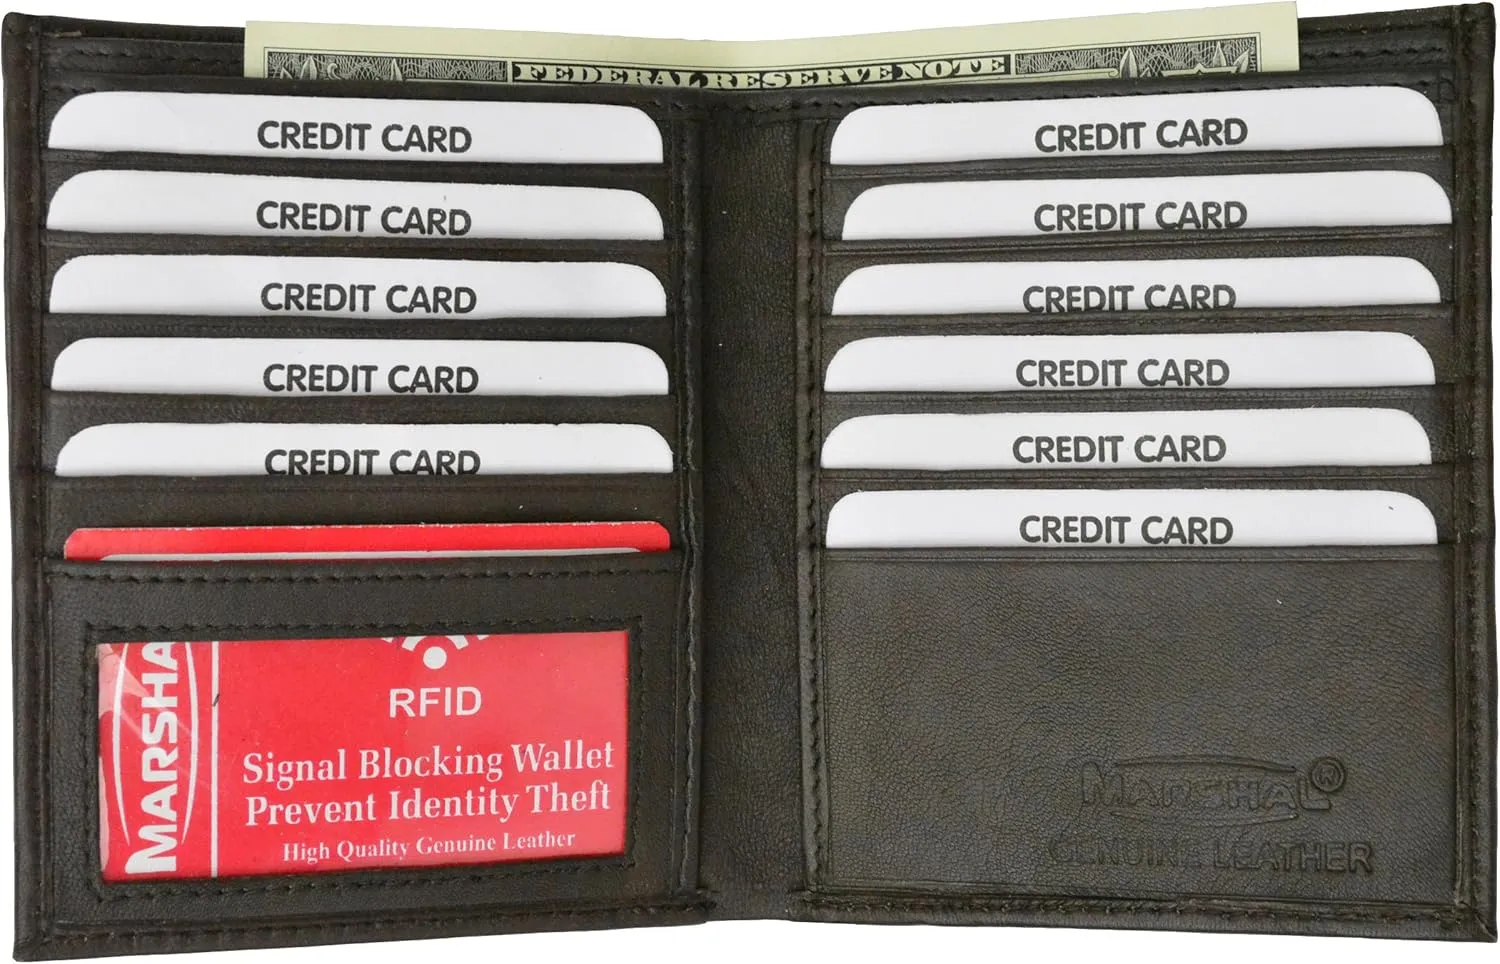 FEDERAL RESERVE NOTE
CREDIT CARD
CREDIT CARD
CREDIT CARD
CREDIT CARD
CREDIT CARD
MARSHA
RFID
Signal Blocking Wallet
Prevent Identity Theft
High Quality Genuine Leather
CREDIT CARD
CREDIT CARD
CREDIT CARD
CREDIT CARD
CREDIT CARD
CREDIT CARD
MARSHAL W
GENUINE LEATHER